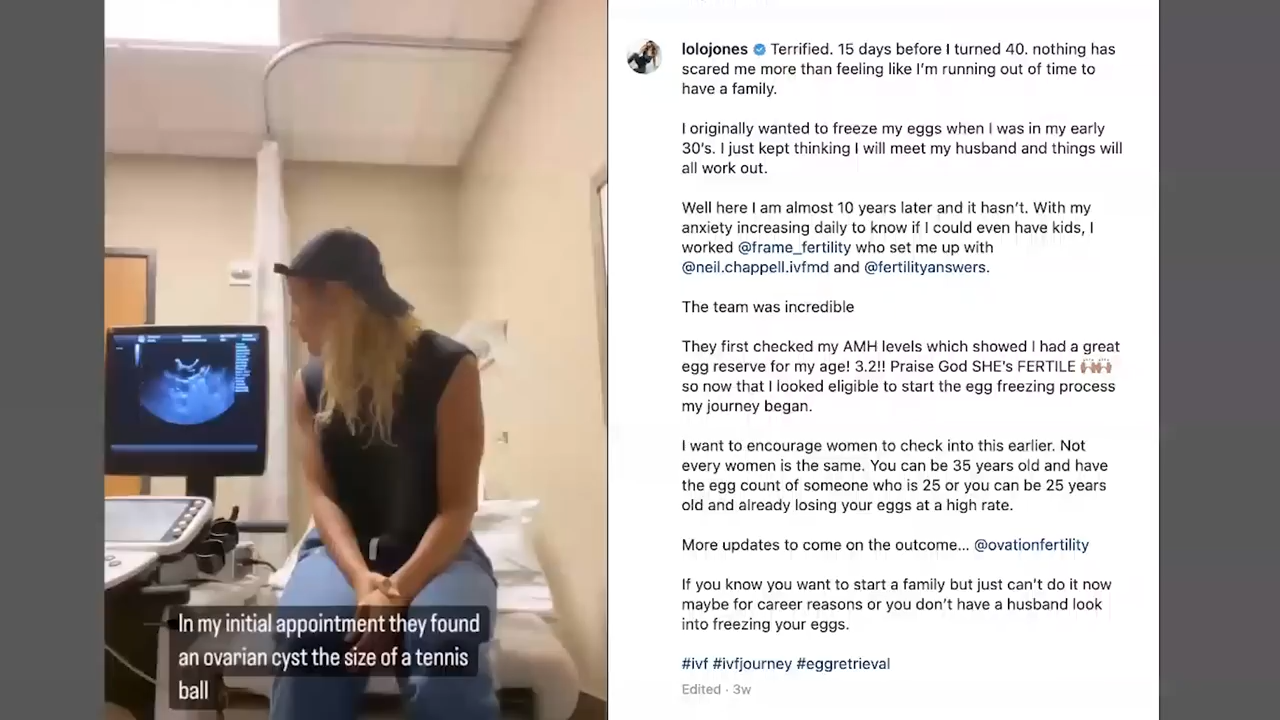 In my initial appointment they found
an ovarian cyst the size of a tennis
ball
lolojones Terrified. 15 days before I turned 40. nothing has
scared me more than feeling like I'm running out of time to
have a family.
I originally wanted to freeze my eggs when I was in my early
30's. I just kept thinking I will meet my husband and things will
all work out.
Well here I am almost 10 years later and it hasn't. With my
anxiety increasing daily to know if I could even have kids, I
worked @frame_fertility who set me up with
@neil.chappell.ivfmd and @fertilityanswers.
The team was incredible
They first checked my AMH levels which showed I had a great
egg reserve for my age! 3.2!! Praise God SHE's FERTILE 🙌🏽🙌🏽
so now that I looked eligible to start the egg freezing process
my journey began.
I want to encourage women to check into this earlier. Not
every women is the same. You can be 35 years old and have
the egg count of someone who is 25 or you can be 25 years
old and already losing your eggs at a high rate.
More updates to come on the outcome... @ovationfertility
If you know you want to start a family but just can't do it now
maybe for career reasons or you don't have a husband look
into freezing your eggs.
#ivf #ivfjourney #eggretrieval
Edited · 3w